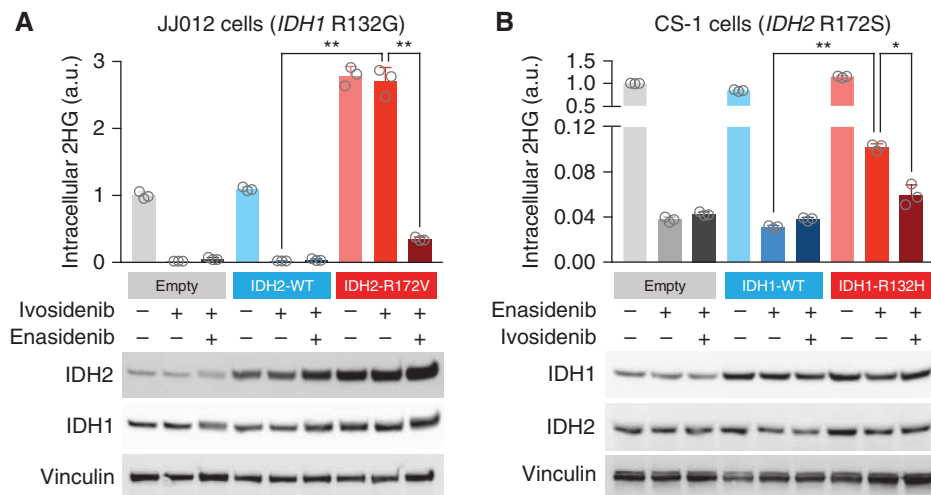 A
JJ012 cells (IDH1 R132G)
** **
Intracellular 2HG (a.u.)
3
2
1
0
Empty IDH2-WT IDH2-R172V
Ivosidenib − + + − + + − + +
Enasidenib − − + − − + − − +
IDH2
IDH1
Vinculin
B
CS-1 cells (IDH2 R172S)
** *
Intracellular 2HG (a.u.)
1.0
0.5
0.12
0.08
0.04
0.00
Empty IDH1-WT IDH1-R132H
Enasidenib − + + − + + − + +
Ivosidenib − − + − − + − − +
IDH1
IDH2
Vinculin